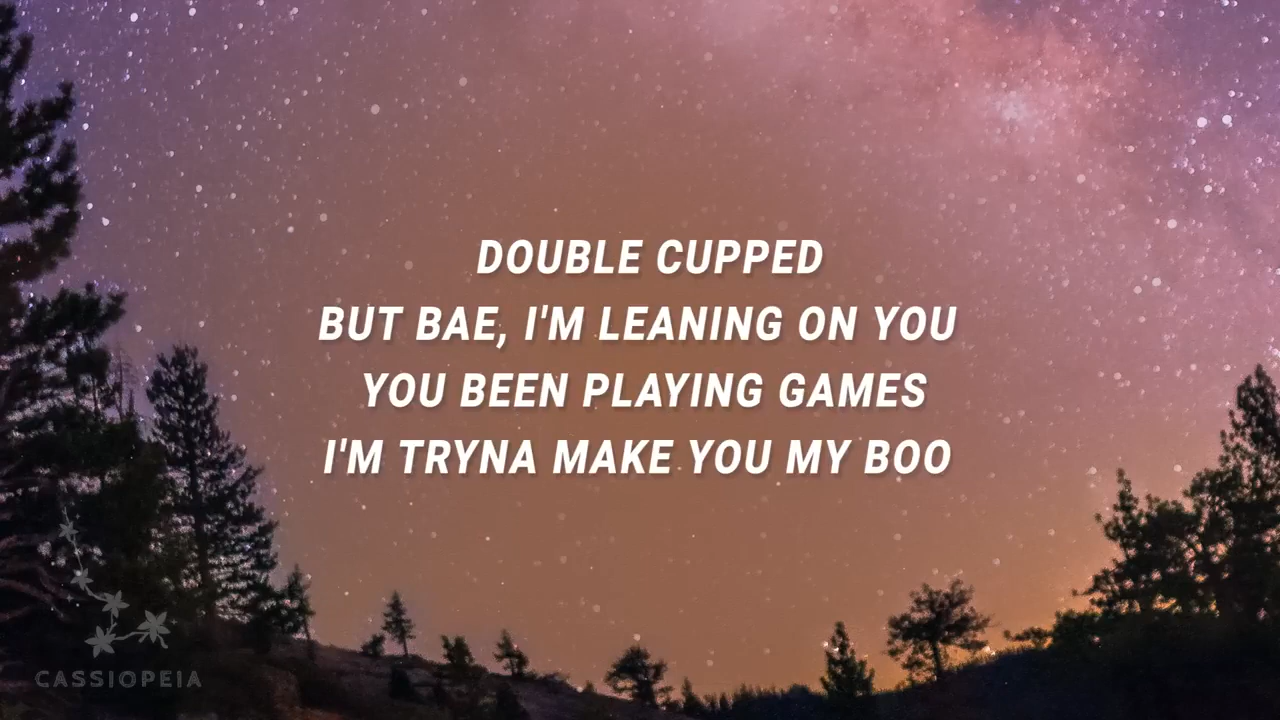 DOUBLE CUPPED
BUT BAE, I'M LEANING ON YOU
YOU BEEN PLAYING GAMES
I'M TRYNA MAKE YOU MY BOO
CASSIOPEIA